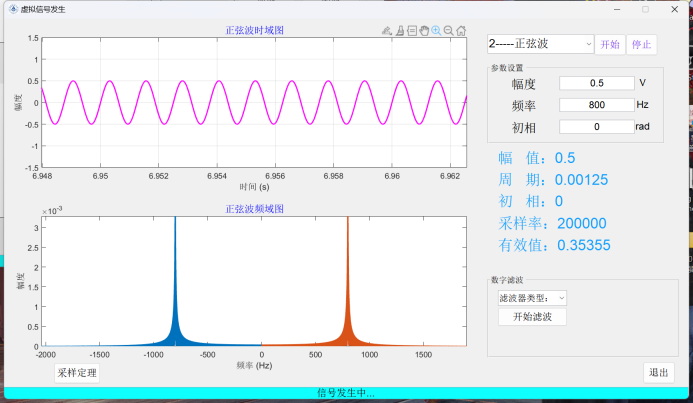 虚拟信号发生
正弦波时域图
1.5
1
0.5
0
-0.5
-1
-1.5
幅度
6.948 6.95 6.952 6.954 6.956 6.958 6.96 6.962
时间 (s)
正弦波频域图
×10⁻³
3
2.5
2
1.5
1
0.5
0
幅度
-2000 -1500 -1000 -500 0 500 1000 1500
频率 (Hz)
采样定理
2-----正弦波
开始 停止
参数设置
幅度 0.5 V
频率 800 Hz
初相 0 rad
幅 值：0.5
周 期：0.00125
初 相：0
采样率：200000
有效值：0.35355
数字滤波
滤波器类型：
开始滤波
退出
信号发生中...